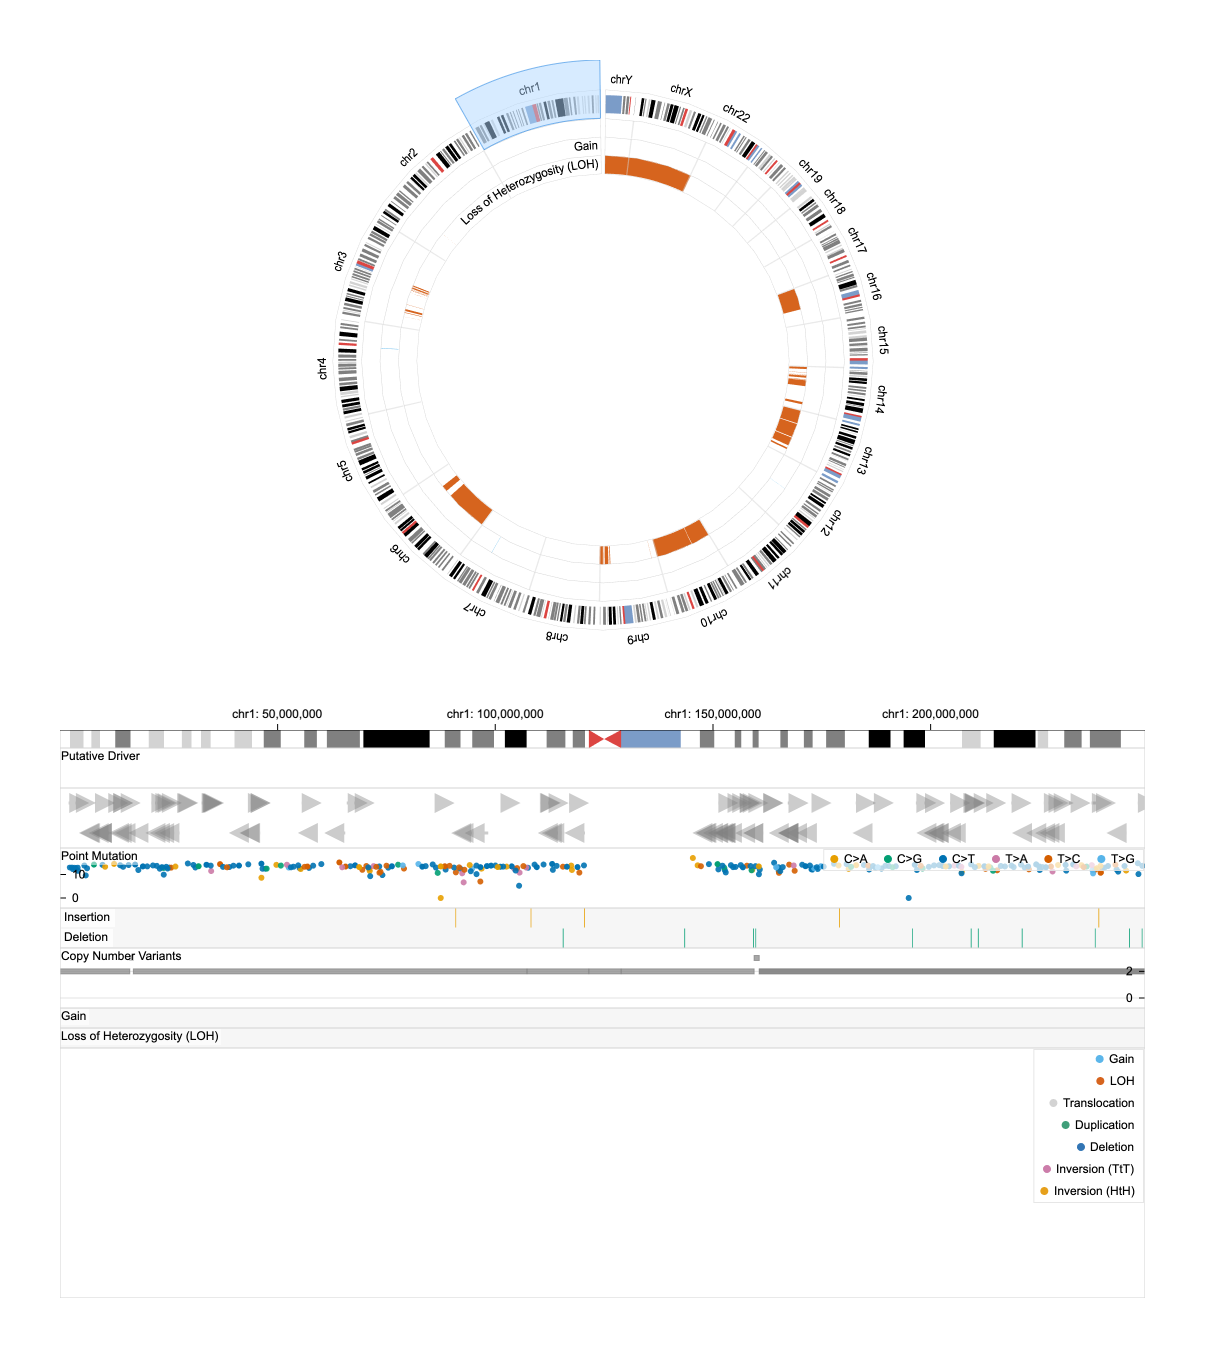 chr1
chrY
chrX
chr22
chr2
Gain
Loss of Heterozygosity (LOH)
chr19
chr18
chr17
chr3
chr16
chr4
chr15
chr14
chr5
chr13
chr6
chr12
chr7
chr11
chr8
chr9
chr10
chr1: 50,000,000
chr1: 100,000,000
chr1: 150,000,000
chr1: 200,000,000
Putative Driver
Point Mutation
C>A
C>G
C>T
T>A
T>C
T>G
10
0
Insertion
Deletion
Copy Number Variants
2
0
Gain
Loss of Heterozygosity (LOH)
Gain
LOH
Translocation
Duplication
Deletion
Inversion (TtT)
Inversion (HtH)